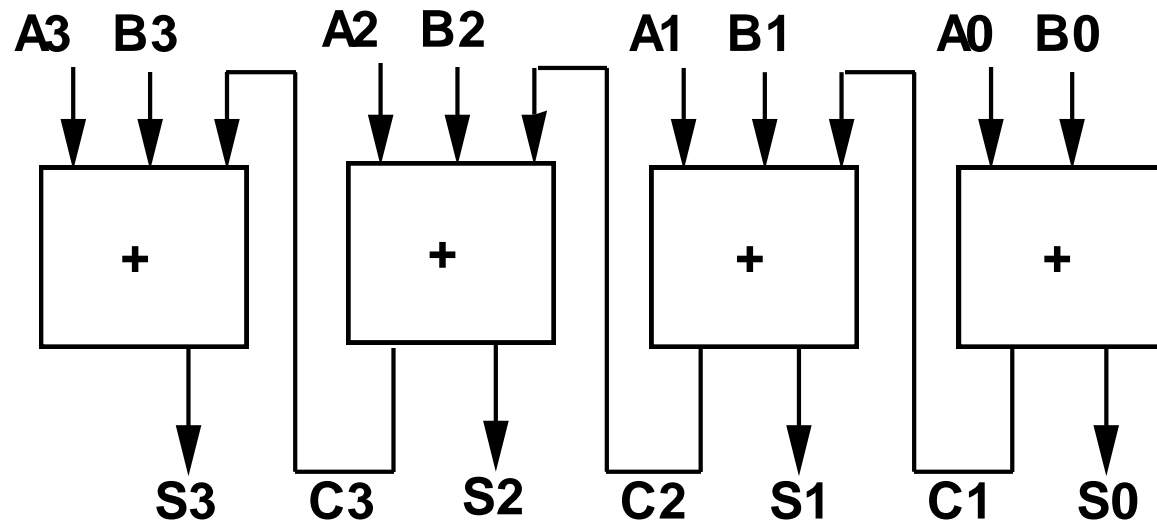 A3 B3 A2 B2 A1 B1 A0 B0
+ + + +
S3 C3 S2 C2 S1 C1 S0